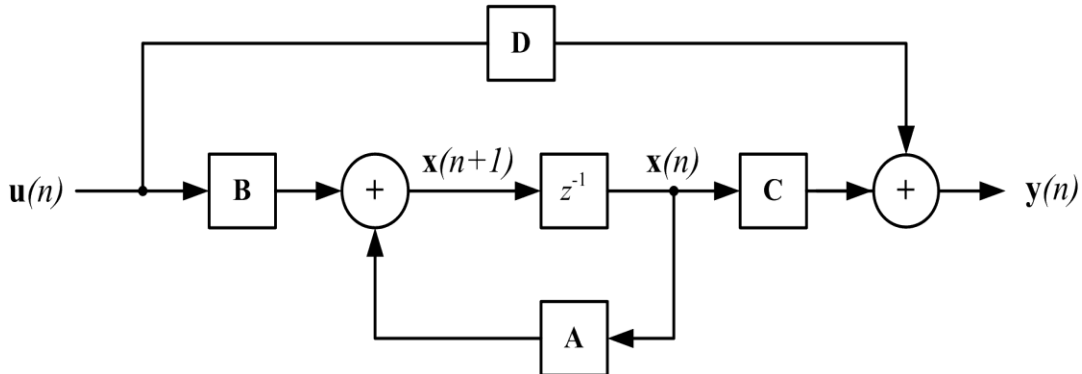 D
u(n)
B
+
x(n+1)
z⁻¹
x(n)
C
+
y(n)
A